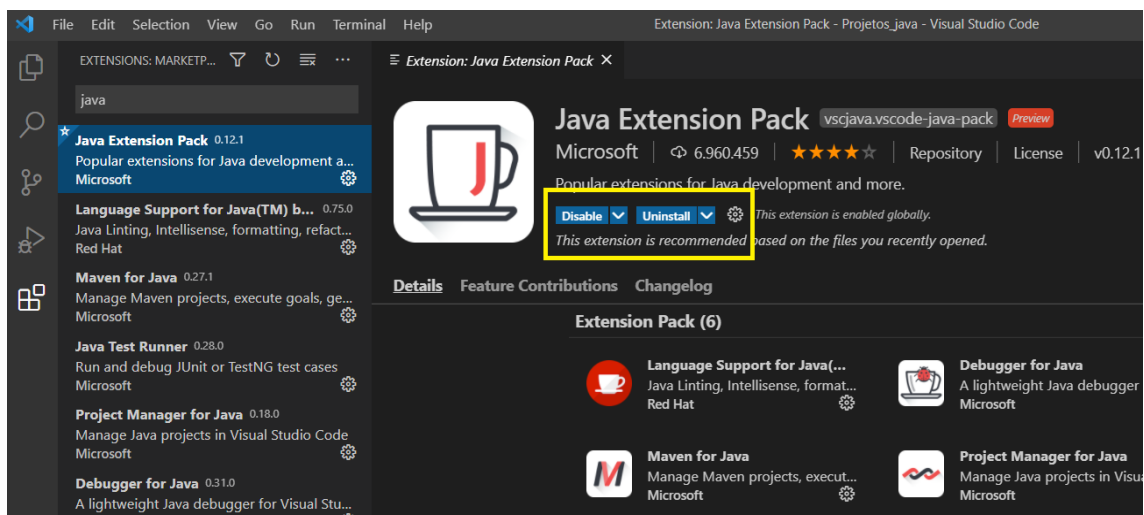 File Edit Selection View Go Run Terminal Help
Extension: Java Extension Pack - Projetos_java - Visual Studio Code
EXTENSIONS: MARKETP...
java
Java Extension Pack 0.12.1
Popular extensions for Java development a...
Microsoft
Language Support for Java(TM) b... 0.75.0
Java Linting, Intellisense, formatting, refact...
Red Hat
Maven for Java 0.27.1
Manage Maven projects, execute goals, ge...
Microsoft
Java Test Runner 0.28.0
Run and debug JUnit or TestNG test cases
Microsoft
Project Manager for Java 0.18.0
Manage Java projects in Visual Studio Code
Microsoft
Debugger for Java 0.31.0
A lightweight Java debugger for Visual Stu...
Extension: Java Extension Pack
Java Extension Pack vscjava.vscode-java-pack Preview
Microsoft 6.960.459 Repository License v0.12.1
Popular extensions for Java development and more.
Disable Uninstall This extension is enabled globally.
This extension is recommended based on the files you recently opened.
Details Feature Contributions Changelog
Extension Pack (6)
Language Support for Java(...
Java Linting, Intellisense, format...
Red Hat
Debugger for Java
A lightweight Java debugger
Microsoft
Maven for Java
Manage Maven projects, execut...
Microsoft
Project Manager for Java
Manage Java projects in Visua
Microsoft